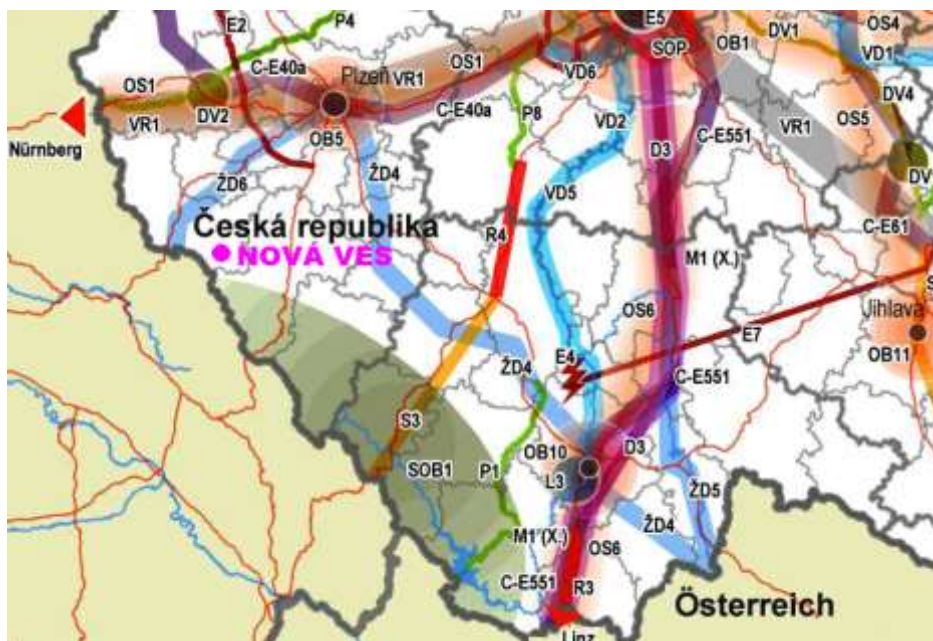 E2
P4
E5
OS4
SOP
OB1
DV1
VD1
C-E40a
OS1
VR1
Plzeň
OS1
VD6
DV2
VR1
OB5
C-E40a
P8
VD2
D3
C-E551
VR1
OS5
DV4
Nürnberg
ŽD6
ŽD4
VD5
C-E61
Česká republika
NOVÁ VES
R4
M1 (X.)
OS6
Jihlava
E7
E4
OB11
ŽD4
C-E551
S3
D3
OB10
L3
SOB1
P1
ŽD5
ŽD4
M1 (X.)
OS6
C-E551
R3
Österreich
Linz